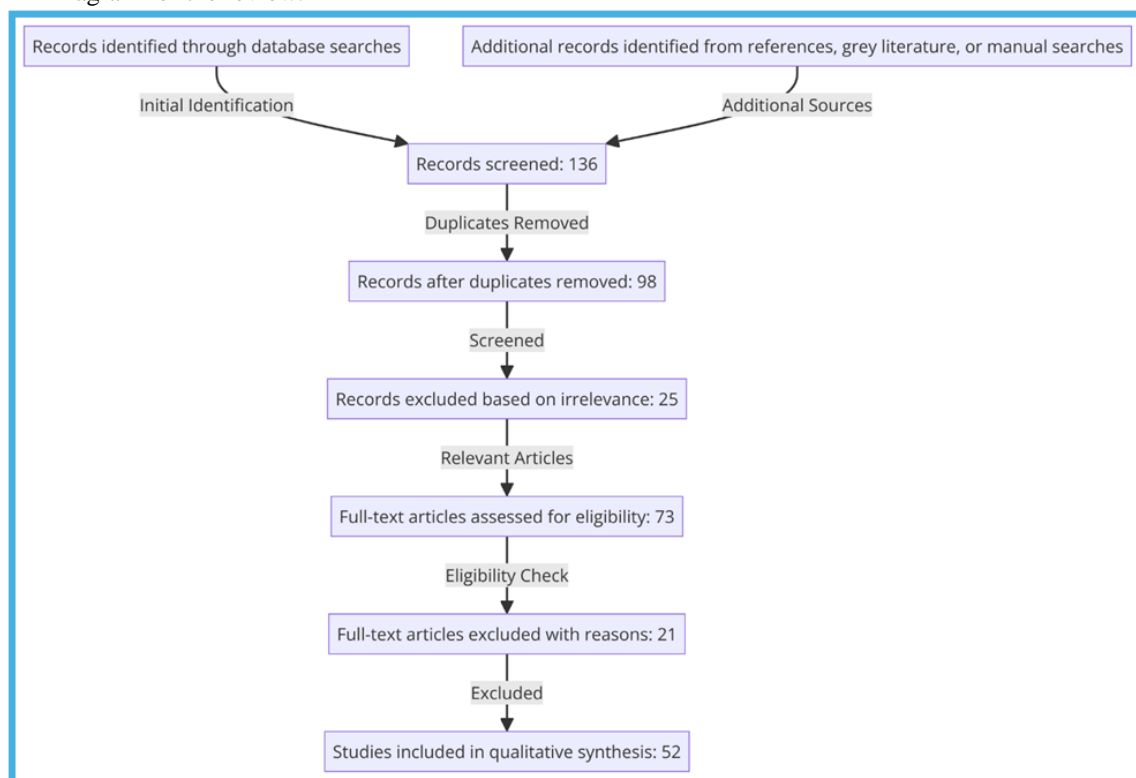 Records identified through database searches
Additional records identified from references, grey literature, or manual searches
Initial Identification
Additional Sources
Records screened: 136
Duplicates Removed
Records after duplicates removed: 98
Screened
Records excluded based on irrelevance: 25
Relevant Articles
Full-text articles assessed for eligibility: 73
Eligibility Check
Full-text articles excluded with reasons: 21
Excluded
Studies included in qualitative synthesis: 52